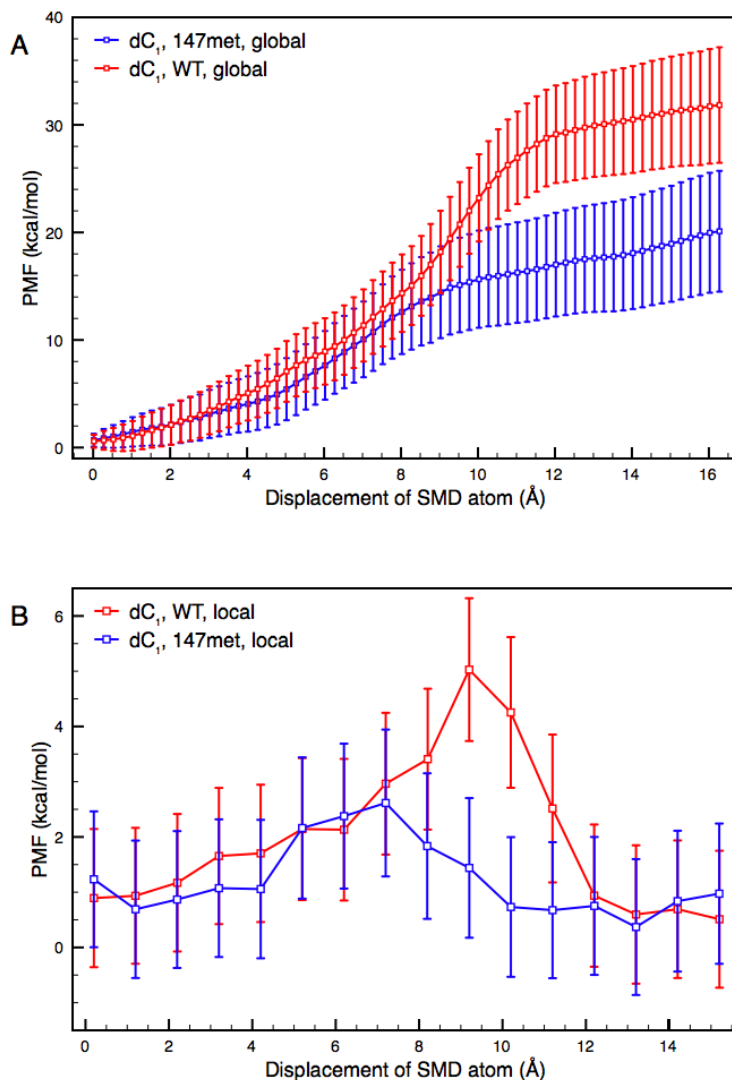 A
dC₁, 147met, global
dC₁, WT, global
PMF (kcal/mol)
40
30
20
10
0
0 2 4 6 8 10 12 14 16
Displacement of SMD atom (Å)
B
dC₁, WT, local
dC₁, 147met, local
PMF (kcal/mol)
6
4
2
0
0 2 4 6 8 10 12 14
Displacement of SMD atom (Å)